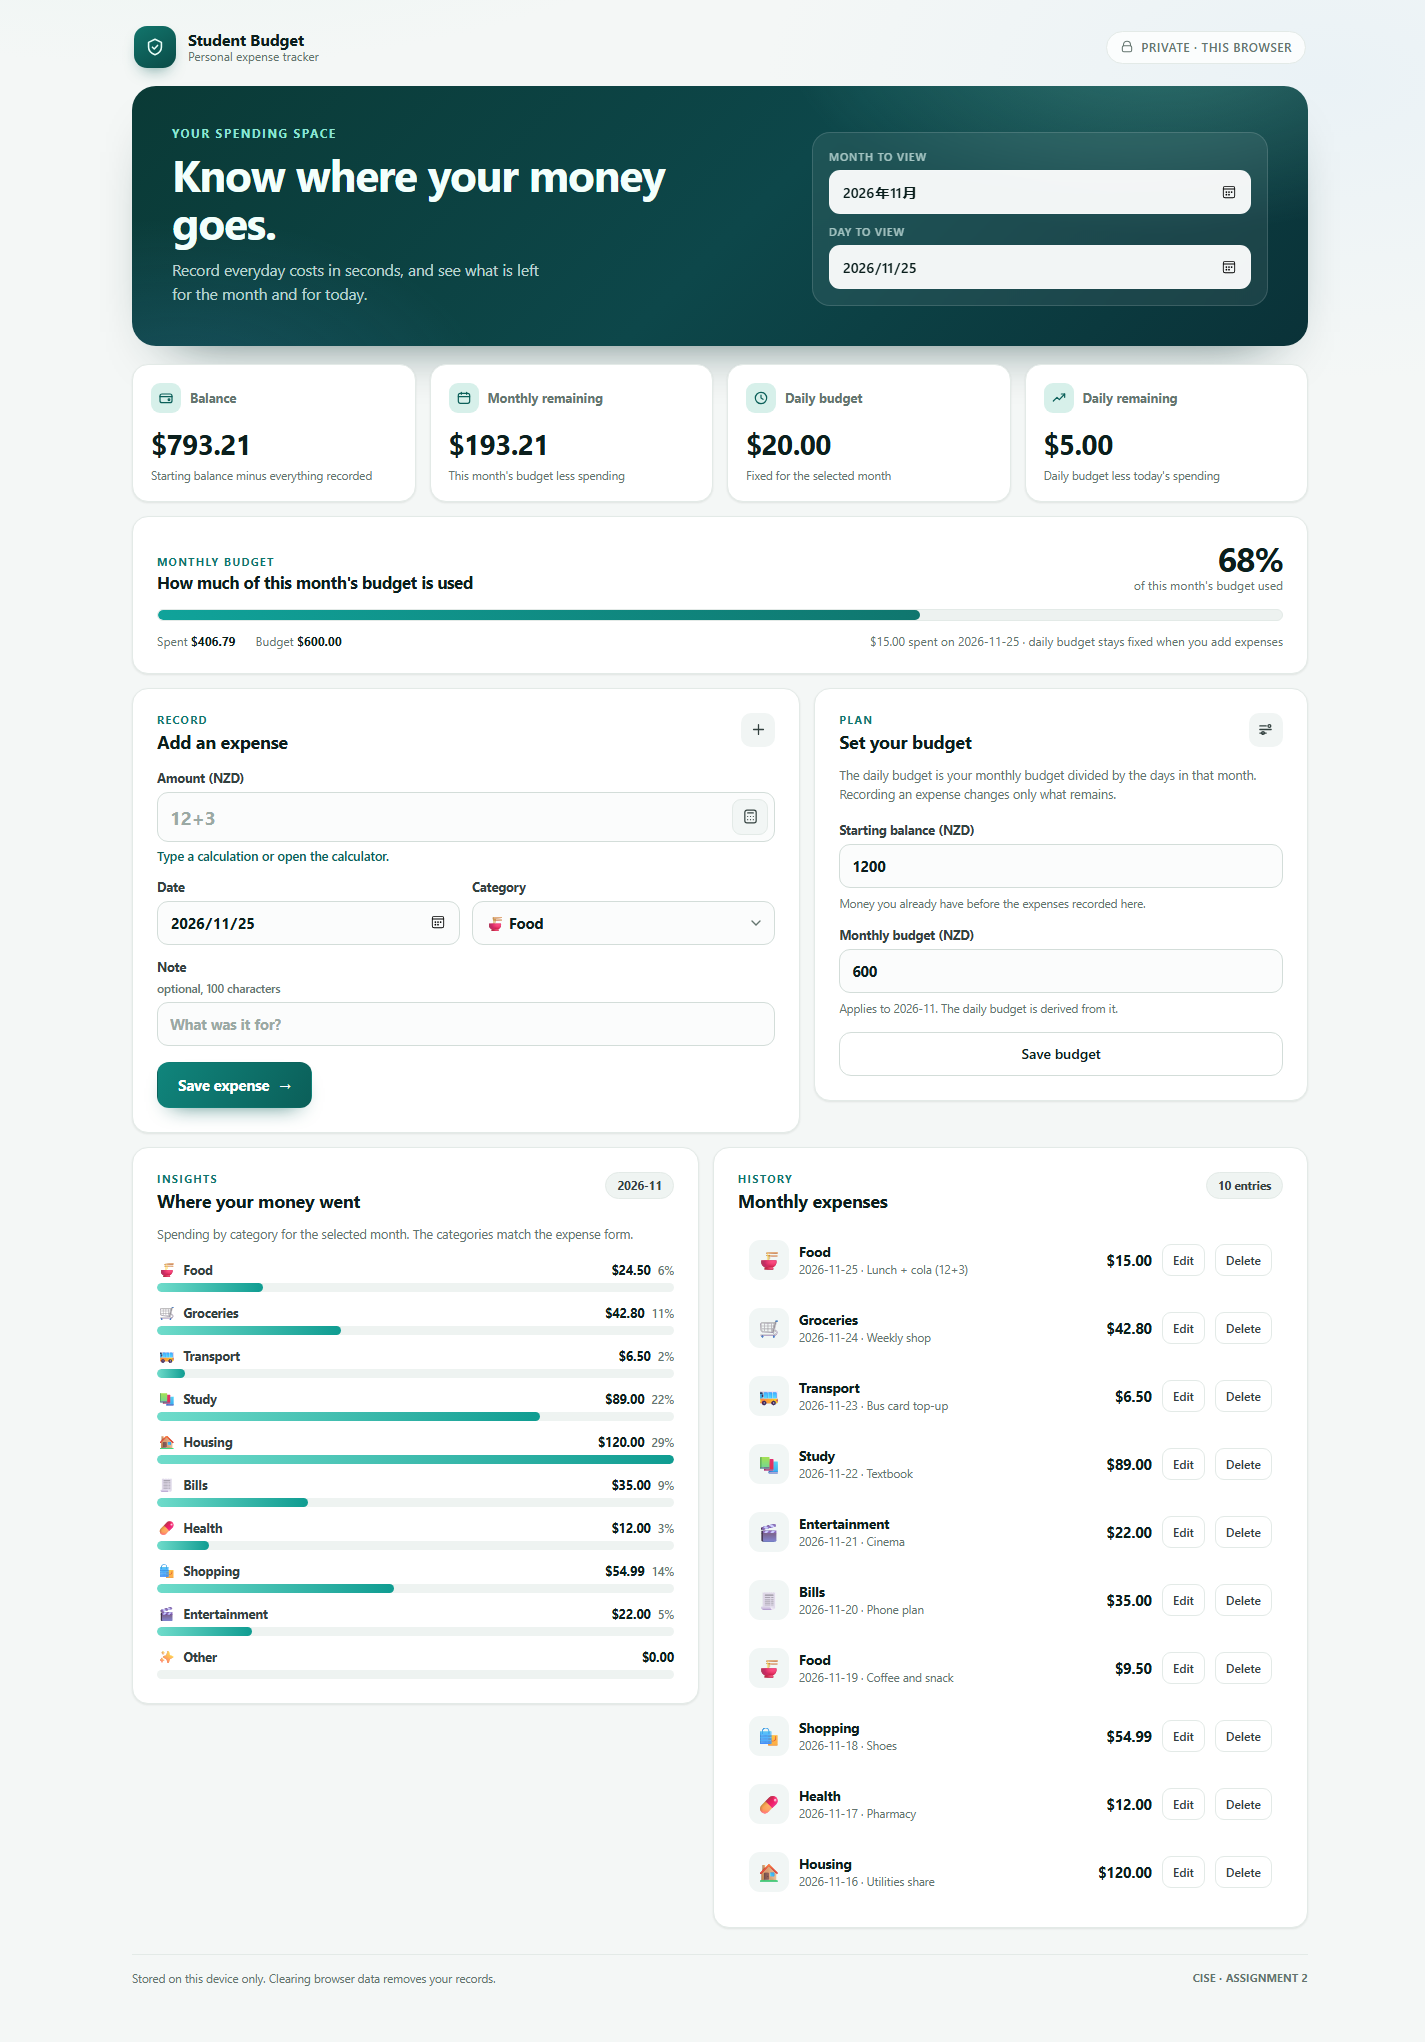 Student Budget
Personal expense tracker
PRIVATE · THIS BROWSER
YOUR SPENDING SPACE
Know where your money
goes.
Record everyday costs in seconds, and see what is left
for the month and for today.
MONTH TO VIEW
2026年11月
DAY TO VIEW
2026/11/25
Balance
$793.21
Starting balance minus everything recorded
Monthly remaining
$193.21
This month's budget less spending
Daily budget
$20.00
Fixed for the selected month
Daily remaining
$5.00
Daily budget less today's spending
MONTHLY BUDGET
How much of this month's budget is used
68%
of this month's budget used
Spent $406.79 Budget $600.00
$15.00 spent on 2026-11-25 · daily budget stays fixed when you add expenses
RECORD
Add an expense
Amount (NZD)
12+3
Type a calculation or open the calculator.
Date
2026/11/25
Category
Food
Note
optional, 100 characters
What was it for?
Save expense →
PLAN
Set your budget
The daily budget is your monthly budget divided by the days in that month.
Recording an expense changes only what remains.
Starting balance (NZD)
1200
Money you already have before the expenses recorded here.
Monthly budget (NZD)
600
Applies to 2026-11. The daily budget is derived from it.
Save budget
INSIGHTS
Where your money went
2026-11
Spending by category for the selected month. The categories match the expense form.
Food $24.50 6%
Groceries $42.80 11%
Transport $6.50 2%
Study $89.00 22%
Housing $120.00 29%
Bills $35.00 9%
Health $12.00 3%
Shopping $54.99 14%
Entertainment $22.00 5%
Other $0.00
HISTORY
Monthly expenses
10 entries
Food
2026-11-25 · Lunch + cola (12+3)
$15.00 Edit Delete
Groceries
2026-11-24 · Weekly shop
$42.80 Edit Delete
Transport
2026-11-23 · Bus card top-up
$6.50 Edit Delete
Study
2026-11-22 · Textbook
$89.00 Edit Delete
Entertainment
2026-11-21 · Cinema
$22.00 Edit Delete
Bills
2026-11-20 · Phone plan
$35.00 Edit Delete
Food
2026-11-19 · Coffee and snack
$9.50 Edit Delete
Shopping
2026-11-18 · Shoes
$54.99 Edit Delete
Health
2026-11-17 · Pharmacy
$12.00 Edit Delete
Housing
2026-11-16 · Utilities share
$120.00 Edit Delete
Stored on this device only. Clearing browser data removes your records.
CISE · ASSIGNMENT 2